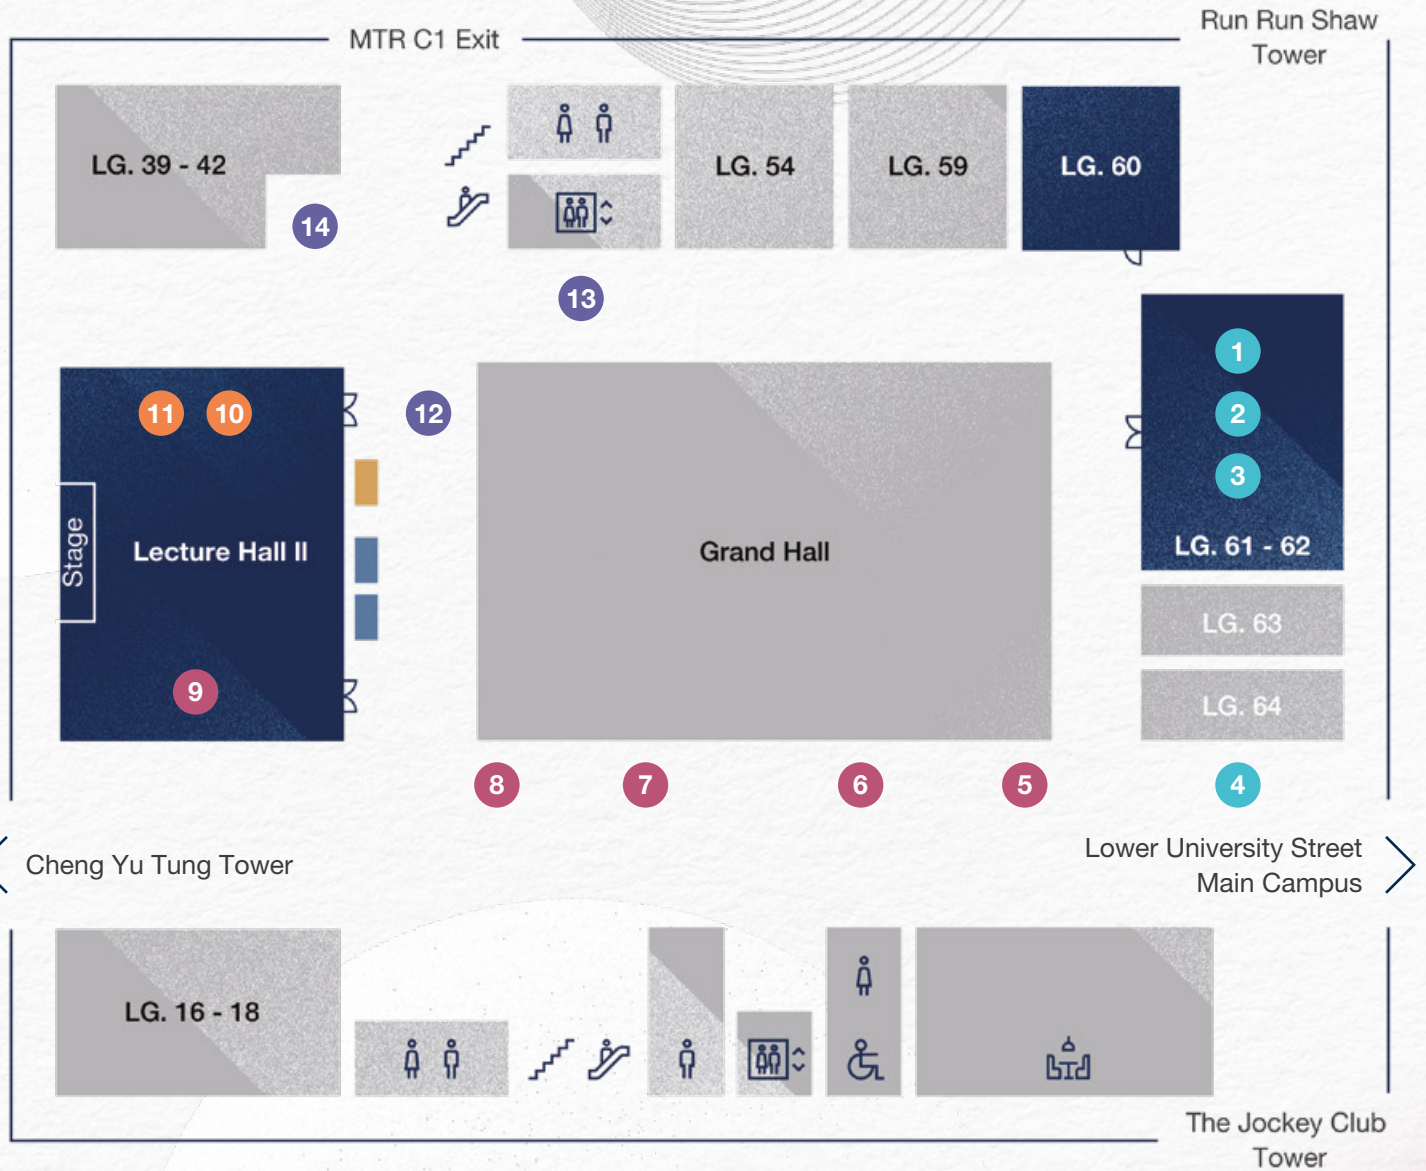 MTR C1 Exit
Run Run Shaw
Tower
LG. 39 - 42
LG. 54
LG. 59
LG. 60
14
13
1
11
10
12
2
3
Stage
Lecture Hall II
Grand Hall
LG. 61 - 62
LG. 63
9
LG. 64
8
7
6
5
4
Cheng Yu Tung Tower
Lower University Street
Main Campus
LG. 16 - 18
The Jockey Club
Tower